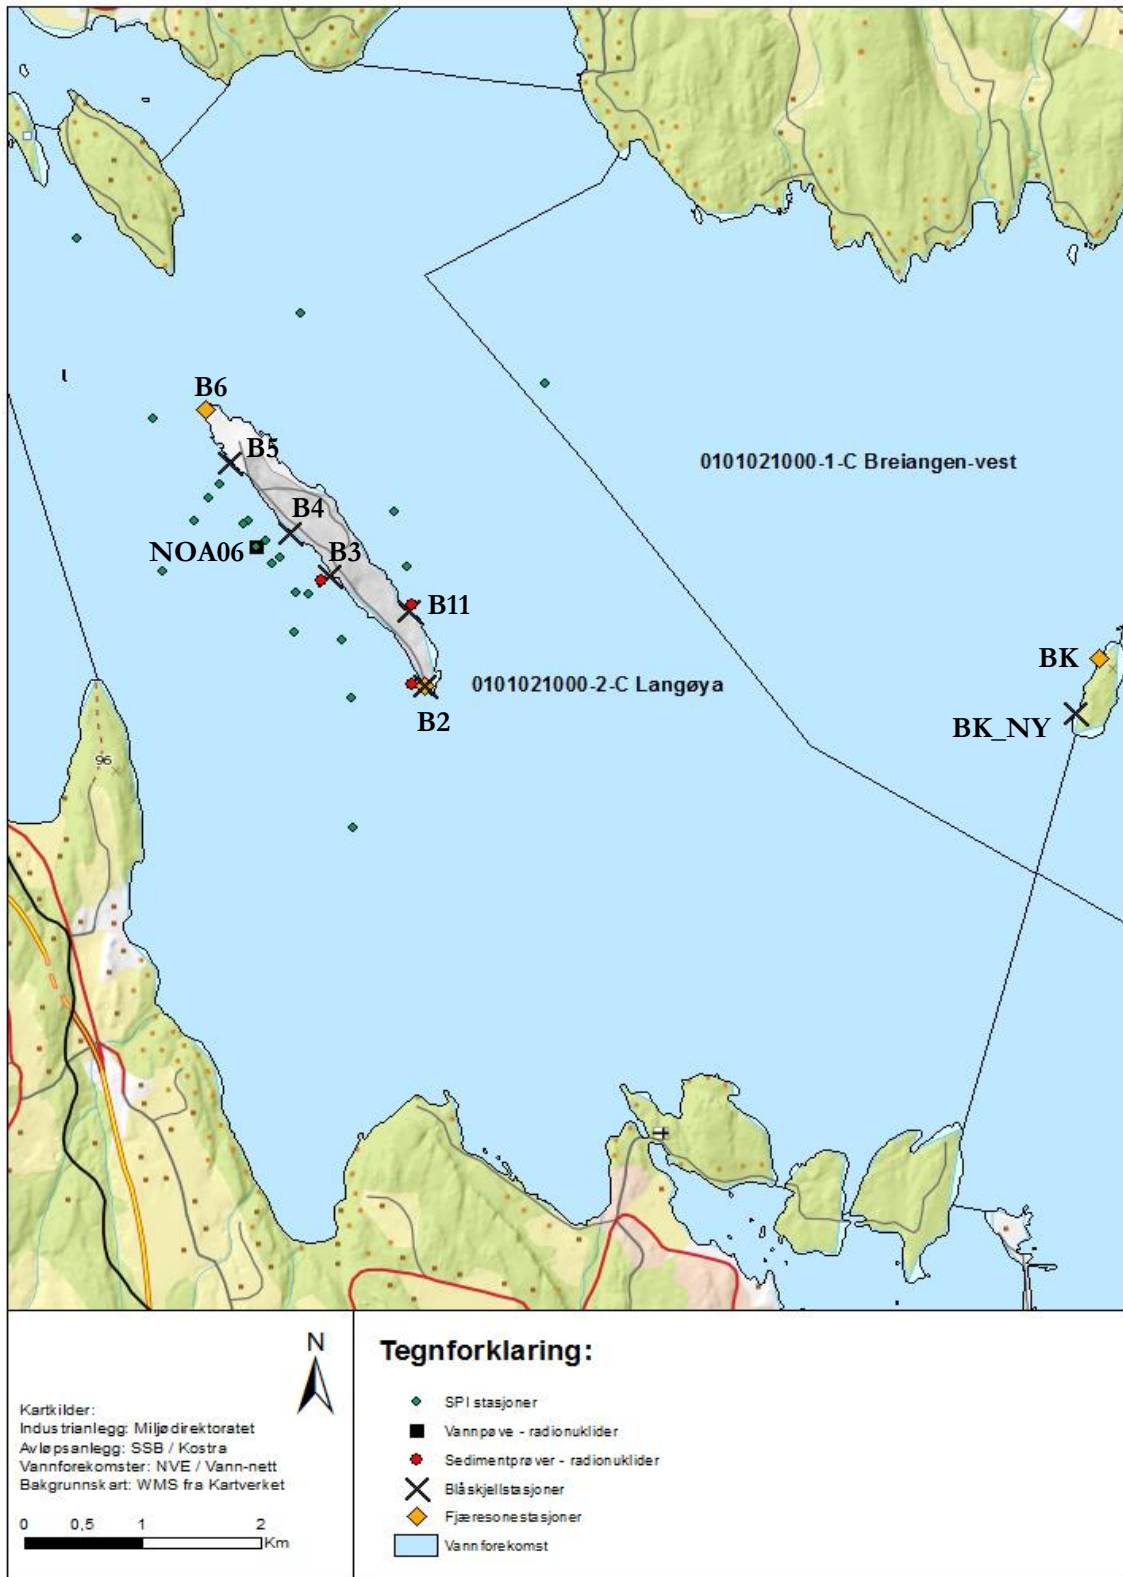 B6
B5
0101021000-1-C Breiangen-vest
B4
NOA06
B3
B11
BK
0101021000-2-C Langøya
B2
BK_NY
96
N
Tegnforklaring:
SPI stasjoner
Vannpøve - radionuklider
Sedimentprøver - radionuklider
Blåskjellstasjoner
Fjæresonestasjoner
Vannforekomst
Kartkilder:
Industrianlegg: Miljødirektoratet
Avløpsanlegg: SSB / Kostra
Vannforekomster: NVE / Vann-nett
Bakgrunnskart: WMS fra Kartverket
0 0,5 1 2
Km